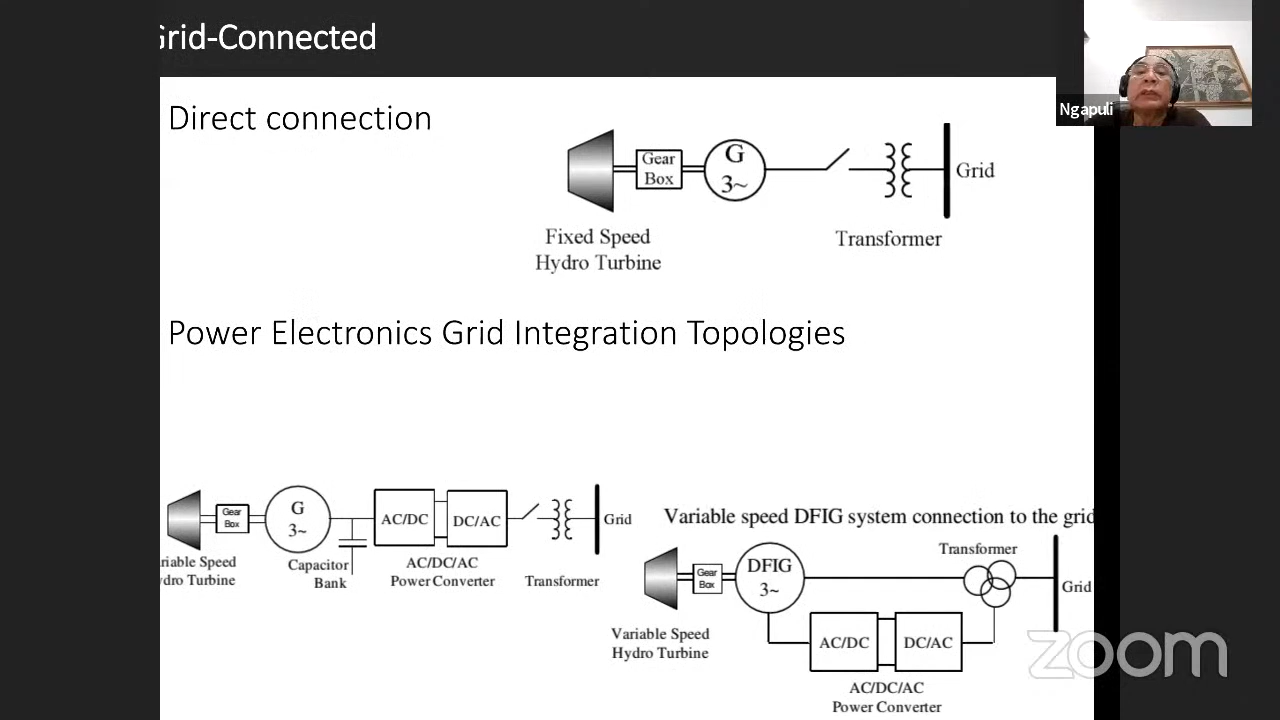 Grid-Connected
Ngapuli
Direct connection
Gear
Box
G
3~
Grid
Fixed Speed
Hydro Turbine
Transformer
Power Electronics Grid Integration Topologies
Gear
Box
G
3~
AC/DC
DC/AC
Grid
riable Speed
dro Turbine
Capacitor
Bank
AC/DC/AC
Power Converter
Transformer
Variable speed DFIG system connection to the grid
Transformer
Gear
Box
DFIG
3~
Grid
Variable Speed
Hydro Turbine
AC/DC
DC/AC
AC/DC/AC
Power Converter
zoom